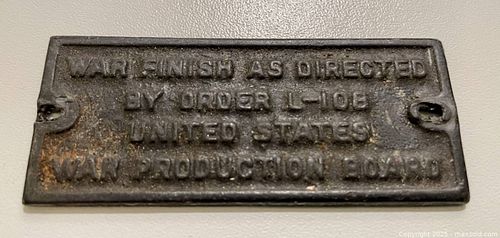 WAR FINISH AS DIRECTED
BY ORDER L-108
UNITED STATES
WAR PRODUCTION BOARD
Copyright 2025 - maxsold.com